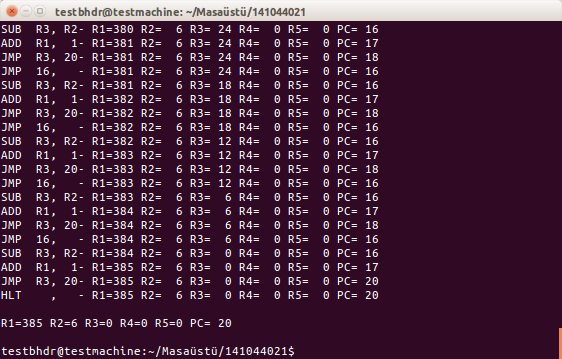 testbhdr@testmachine: ~/Masaüstü/141044021
SUB  R3, R2- R1=380 R2=  6 R3= 24 R4=  0 R5=  0 PC= 16
ADD  R1,  1- R1=381 R2=  6 R3= 24 R4=  0 R5=  0 PC= 17
JMP  R3, 20- R1=381 R2=  6 R3= 24 R4=  0 R5=  0 PC= 18
JMP  16,   - R1=381 R2=  6 R3= 24 R4=  0 R5=  0 PC= 16
SUB  R3, R2- R1=381 R2=  6 R3= 18 R4=  0 R5=  0 PC= 16
ADD  R1,  1- R1=382 R2=  6 R3= 18 R4=  0 R5=  0 PC= 17
JMP  R3, 20- R1=382 R2=  6 R3= 18 R4=  0 R5=  0 PC= 18
JMP  16,   - R1=382 R2=  6 R3= 18 R4=  0 R5=  0 PC= 16
SUB  R3, R2- R1=382 R2=  6 R3= 12 R4=  0 R5=  0 PC= 16
ADD  R1,  1- R1=383 R2=  6 R3= 12 R4=  0 R5=  0 PC= 17
JMP  R3, 20- R1=383 R2=  6 R3= 12 R4=  0 R5=  0 PC= 18
JMP  16,   - R1=383 R2=  6 R3= 12 R4=  0 R5=  0 PC= 16
SUB  R3, R2- R1=383 R2=  6 R3=  6 R4=  0 R5=  0 PC= 16
ADD  R1,  1- R1=384 R2=  6 R3=  6 R4=  0 R5=  0 PC= 17
JMP  R3, 20- R1=384 R2=  6 R3=  6 R4=  0 R5=  0 PC= 18
JMP  16,   - R1=384 R2=  6 R3=  6 R4=  0 R5=  0 PC= 16
SUB  R3, R2- R1=384 R2=  6 R3=  0 R4=  0 R5=  0 PC= 16
ADD  R1,  1- R1=385 R2=  6 R3=  0 R4=  0 R5=  0 PC= 17
JMP  R3, 20- R1=385 R2=  6 R3=  0 R4=  0 R5=  0 PC= 20
HLT    ,   - R1=385 R2=  6 R3=  0 R4=  0 R5=  0 PC= 20
R1=385 R2=6 R3=0 R4=0 R5=0 PC= 20
testbhdr@testmachine:~/Masaüstü/141044021$